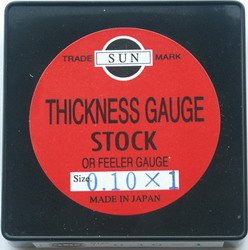 TRADE SUN MARK
THICKNESS GAUGE
STOCK
OR FEELER GAUGE
Size 0.10×1
MADE IN JAPAN